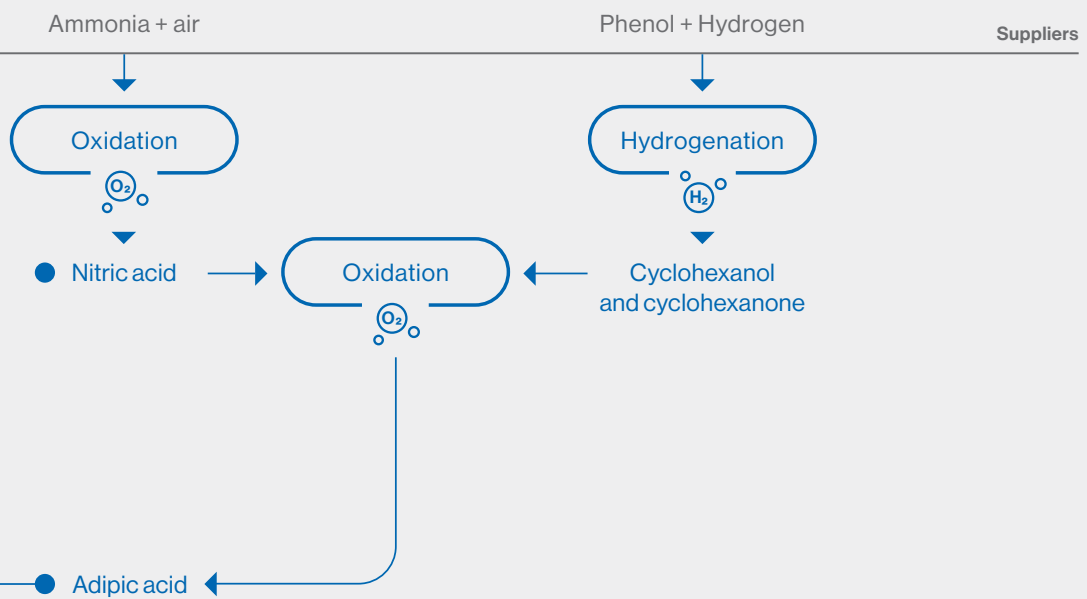 Ammonia + air
Phenol + Hydrogen
Suppliers
Oxidation
O₂
Hydrogenation
H₂
Nitric acid
Oxidation
O₂
Cyclohexanol
and cyclohexanone
Adipic acid